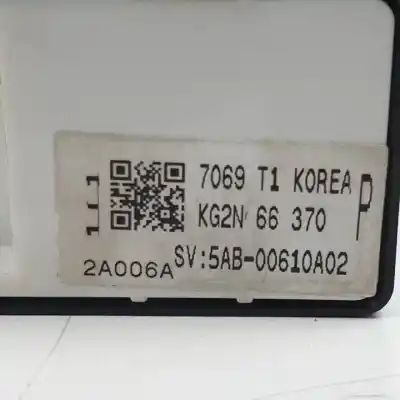 7069 T1 KOREA
KG2N 66 370 P
2A006A SV:5AB-00610A02